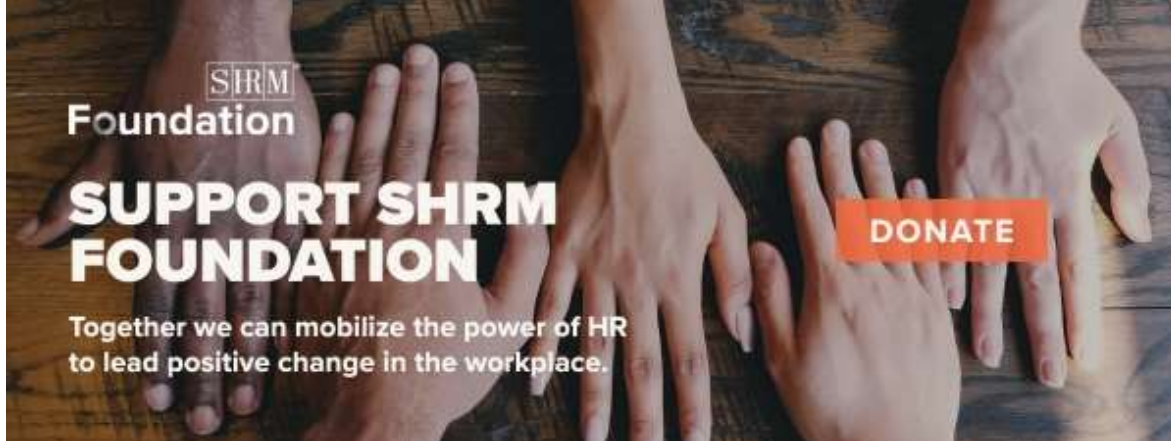 SHRM
Foundation
SUPPORT SHRM
FOUNDATION
Together we can mobilize the power of HR
to lead positive change in the workplace.
DONATE